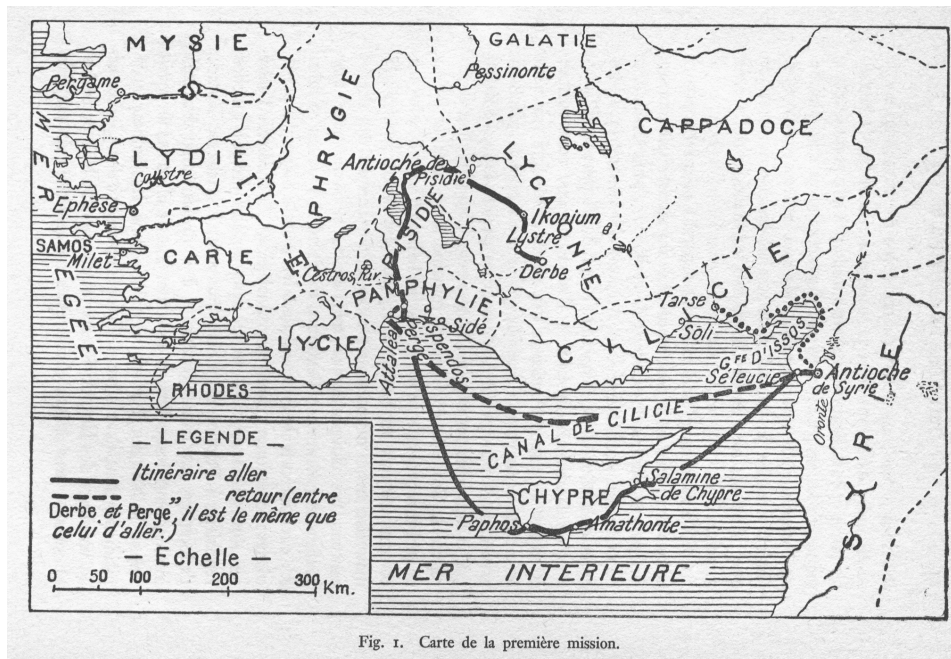 MYSIE
GALATIE
Pergame
Pessinonte
PHRYGIE
CAPPADOCE
MER EGEE
LYDIE
Caystre
Antioche de
Pisidie
LYCAONIE
Ephèse
PISIDIE
Ikonium
Lystre
SAMOS
Milet
CARIE
Cestros Riv.
Derbe
PAMPHYLIE
CILICIE
Tarse
Sidé
Soli
LYCIE
Attalée
Perge
Aspendos
Gfe D'ISSOS
Séleucie
Antioche
de Syrie
RHODES
Oronte
SYRIE
CANAL DE CILICIE
Salamine
de Chypre
CHYPRE
Paphos
Amathonte
MER INTERIEURE
_ LEGENDE _
Itinéraire aller
" retour (entre
Derbe et Perge, il est le même que
celui d'aller.)
— Echelle —
0 50 100 200 300 Km.
Fig. 1. Carte de la première mission.